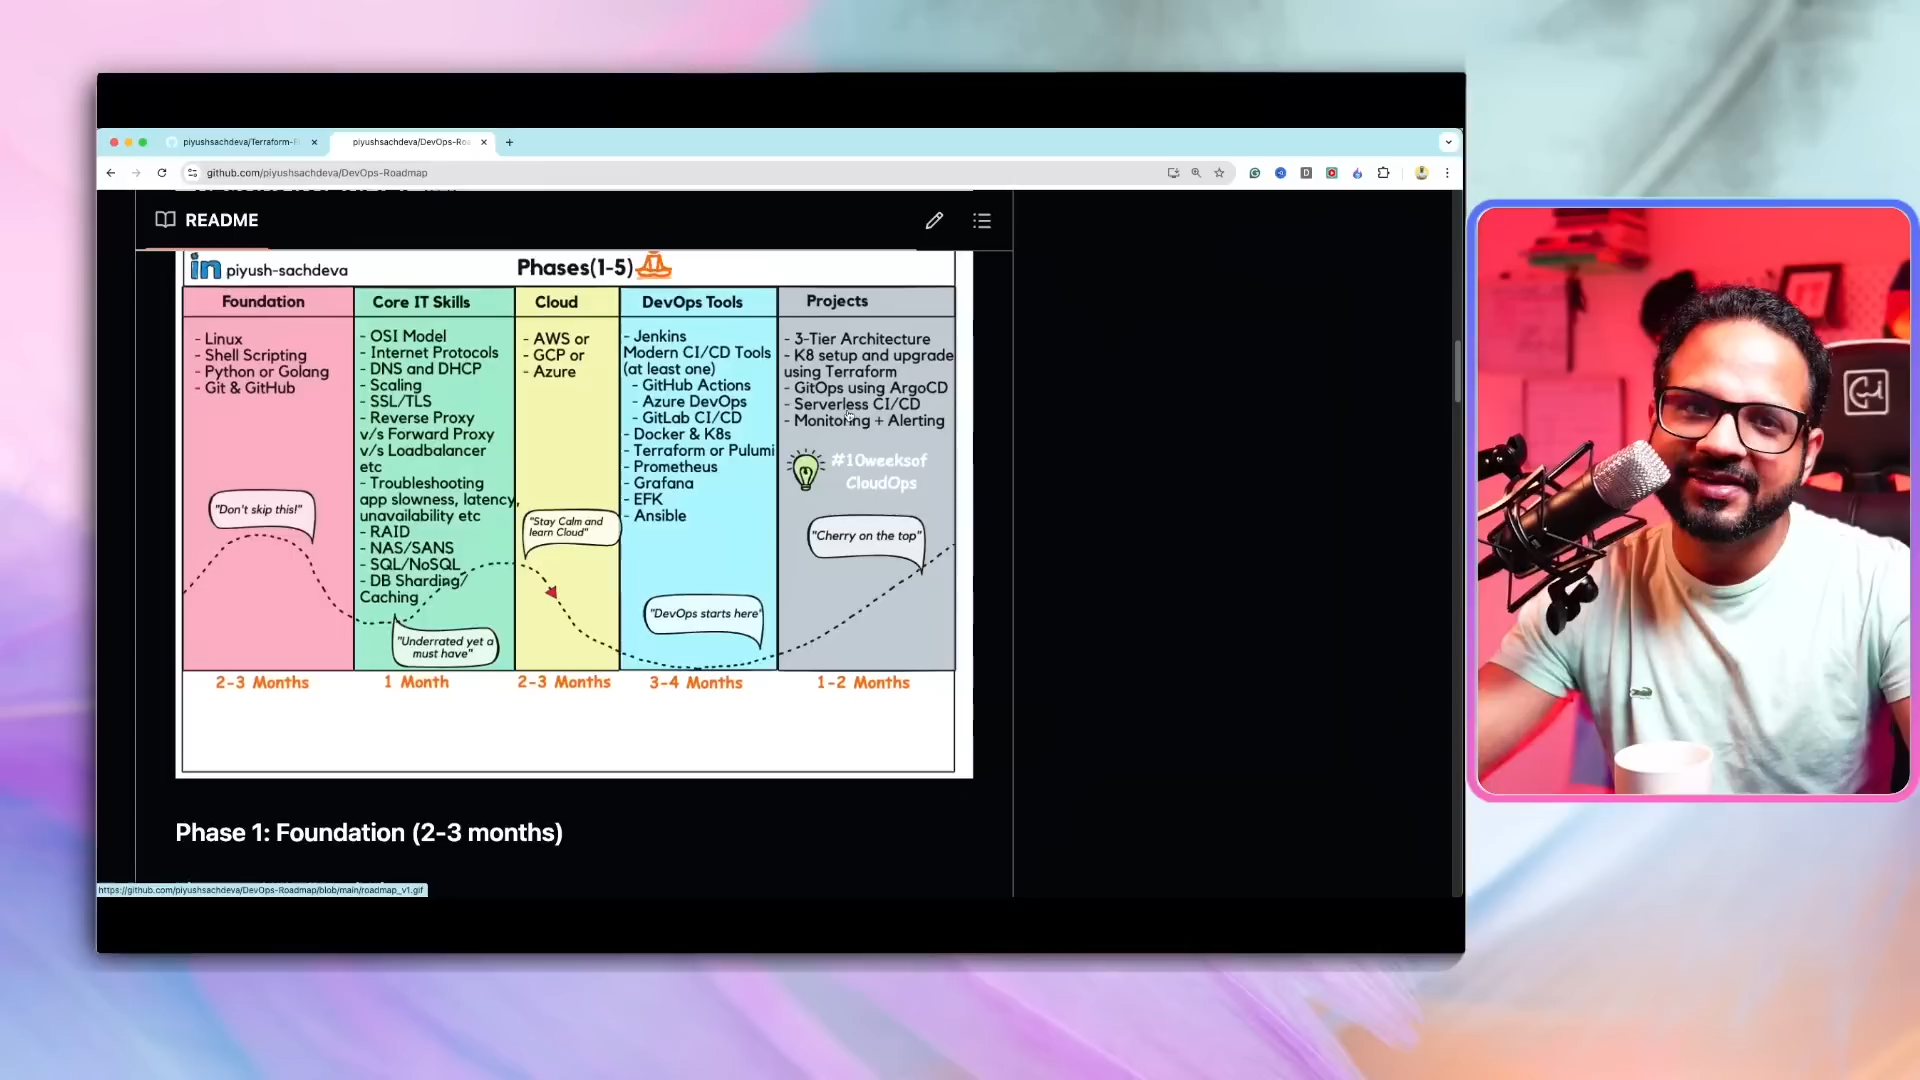 piyushsachdeva/Terraform-F
piyushsachdeva/DevOps-Roa
github.com/piyushsachdeva/DevOps-Roadmap
README
in piyush-sachdeva
Phases(1-5)
Foundation
- Linux
- Shell Scripting
- Python or Golang
- Git & GitHub
"Don't skip this!"
2-3 Months
Core IT Skills
- OSI Model
- Internet Protocols
- DNS and DHCP
- Scaling
- SSL/TLS
- Reverse Proxy
v/s Forward Proxy
v/s Loadbalancer
etc
- Troubleshooting
app slowness, latency,
unavailability etc
- RAID
- NAS/SANS
- SQL/NoSQL
- DB Sharding/
Caching
"Underrated yet a
must have"
1 Month
Cloud
- AWS or
- GCP or
- Azure
"Stay Calm and
learn Cloud"
2-3 Months
DevOps Tools
- Jenkins
Modern CI/CD Tools
(at least one)
- GitHub Actions
- Azure DevOps
- GitLab CI/CD
- Docker & K8s
- Terraform or Pulumi
- Prometheus
- Grafana
- EFK
- Ansible
"DevOps starts here"
3-4 Months
Projects
- 3-Tier Architecture
- K8 setup and upgrade
using Terraform
- GitOps using ArgoCD
- Serverless CI/CD
- Monitoring + Alerting
#10weeksof
CloudOps
"Cherry on the top"
1-2 Months
Phase 1: Foundation (2-3 months)
https://github.com/piyushsachdeva/DevOps-Roadmap/blob/main/roadmap_v1.gif